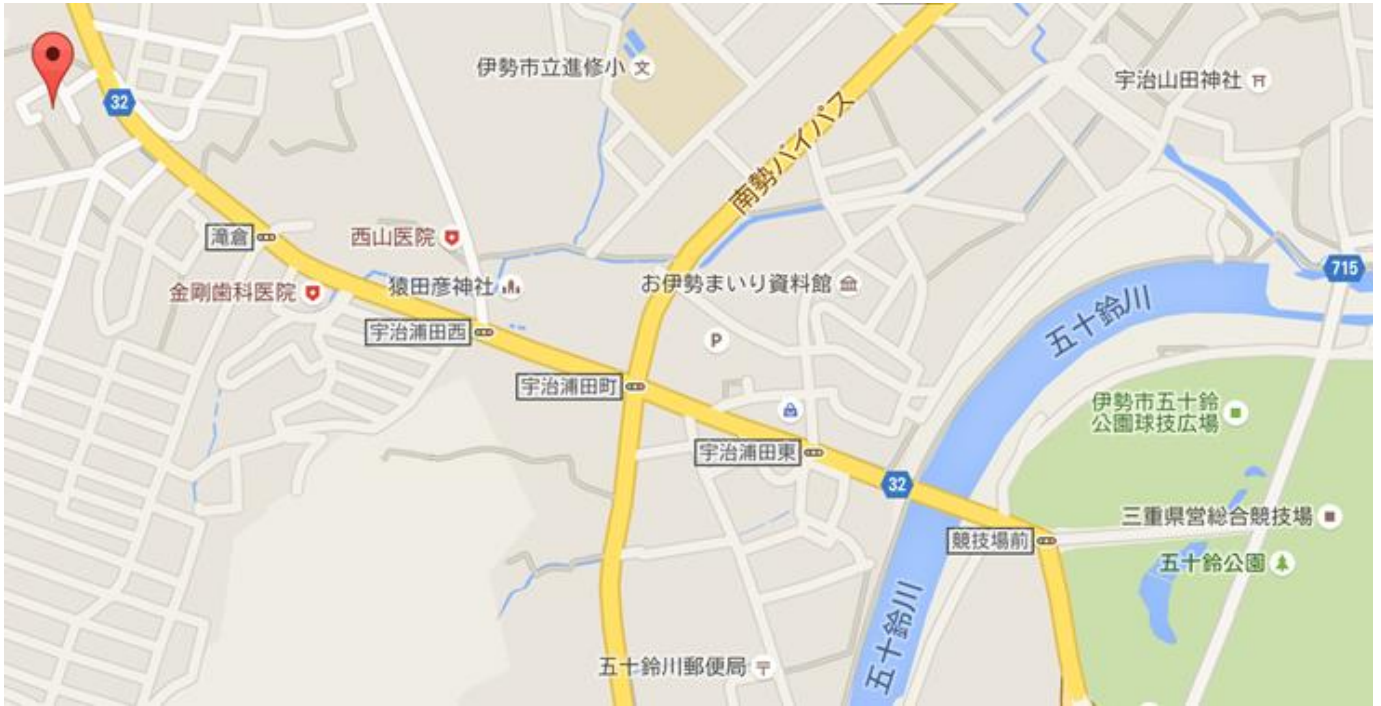 伊勢市立進修小
文
宇治山田神社
32
南勢バイパス
滝倉
西山医院
715
金剛歯科医院
猿田彦神社
お伊勢まいり資料館
五十鈴川
宇治浦田西
P
宇治浦田町
伊勢市五十鈴
公園球技広場
宇治浦田東
32
三重県営総合競技場
競技場前
五十鈴公園
五十鈴川
五十鈴川郵便局
〒